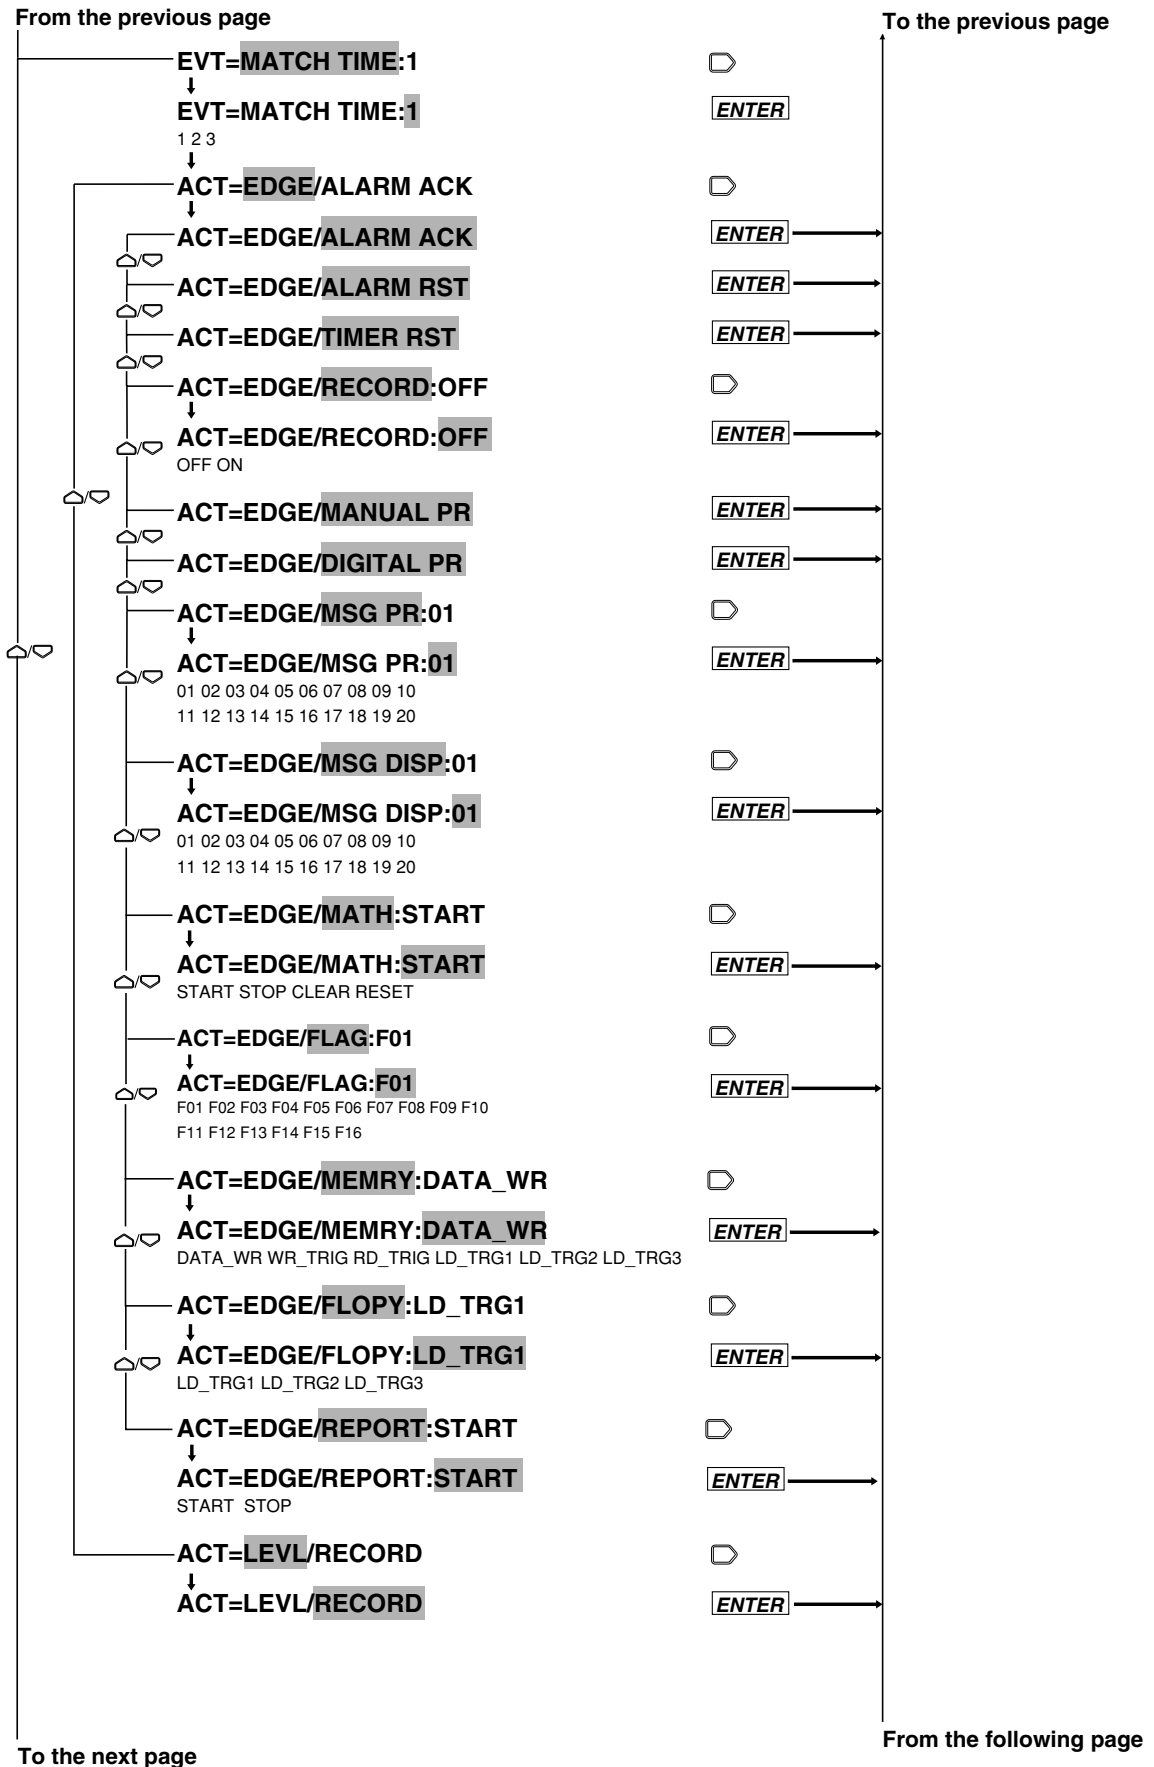 From the previous page
To the previous page
EVT=MATCH TIME:1
EVT=MATCH TIME:1
ENTER
1 2 3
ACT=EDGE/ALARM ACK
ACT=EDGE/ALARM ACK
ENTER
ACT=EDGE/ALARM RST
ENTER
ACT=EDGE/TIMER RST
ENTER
ACT=EDGE/RECORD:OFF
ACT=EDGE/RECORD:OFF
ENTER
OFF ON
ACT=EDGE/MANUAL PR
ENTER
ACT=EDGE/DIGITAL PR
ENTER
ACT=EDGE/MSG PR:01
ACT=EDGE/MSG PR:01
ENTER
01 02 03 04 05 06 07 08 09 10
11 12 13 14 15 16 17 18 19 20
ACT=EDGE/MSG DISP:01
ACT=EDGE/MSG DISP:01
ENTER
01 02 03 04 05 06 07 08 09 10
11 12 13 14 15 16 17 18 19 20
ACT=EDGE/MATH:START
ACT=EDGE/MATH:START
ENTER
START STOP CLEAR RESET
ACT=EDGE/FLAG:F01
ACT=EDGE/FLAG:F01
ENTER
F01 F02 F03 F04 F05 F06 F07 F08 F09 F10
F11 F12 F13 F14 F15 F16
ACT=EDGE/MEMRY:DATA_WR
ACT=EDGE/MEMRY:DATA_WR
ENTER
DATA_WR WR_TRIG RD_TRIG LD_TRG1 LD_TRG2 LD_TRG3
ACT=EDGE/FLOPY:LD_TRG1
ACT=EDGE/FLOPY:LD_TRG1
ENTER
LD_TRG1 LD_TRG2 LD_TRG3
ACT=EDGE/REPORT:START
ACT=EDGE/REPORT:START
ENTER
START STOP
ACT=LEVL/RECORD
ACT=LEVL/RECORD
ENTER
From the following page
To the next page